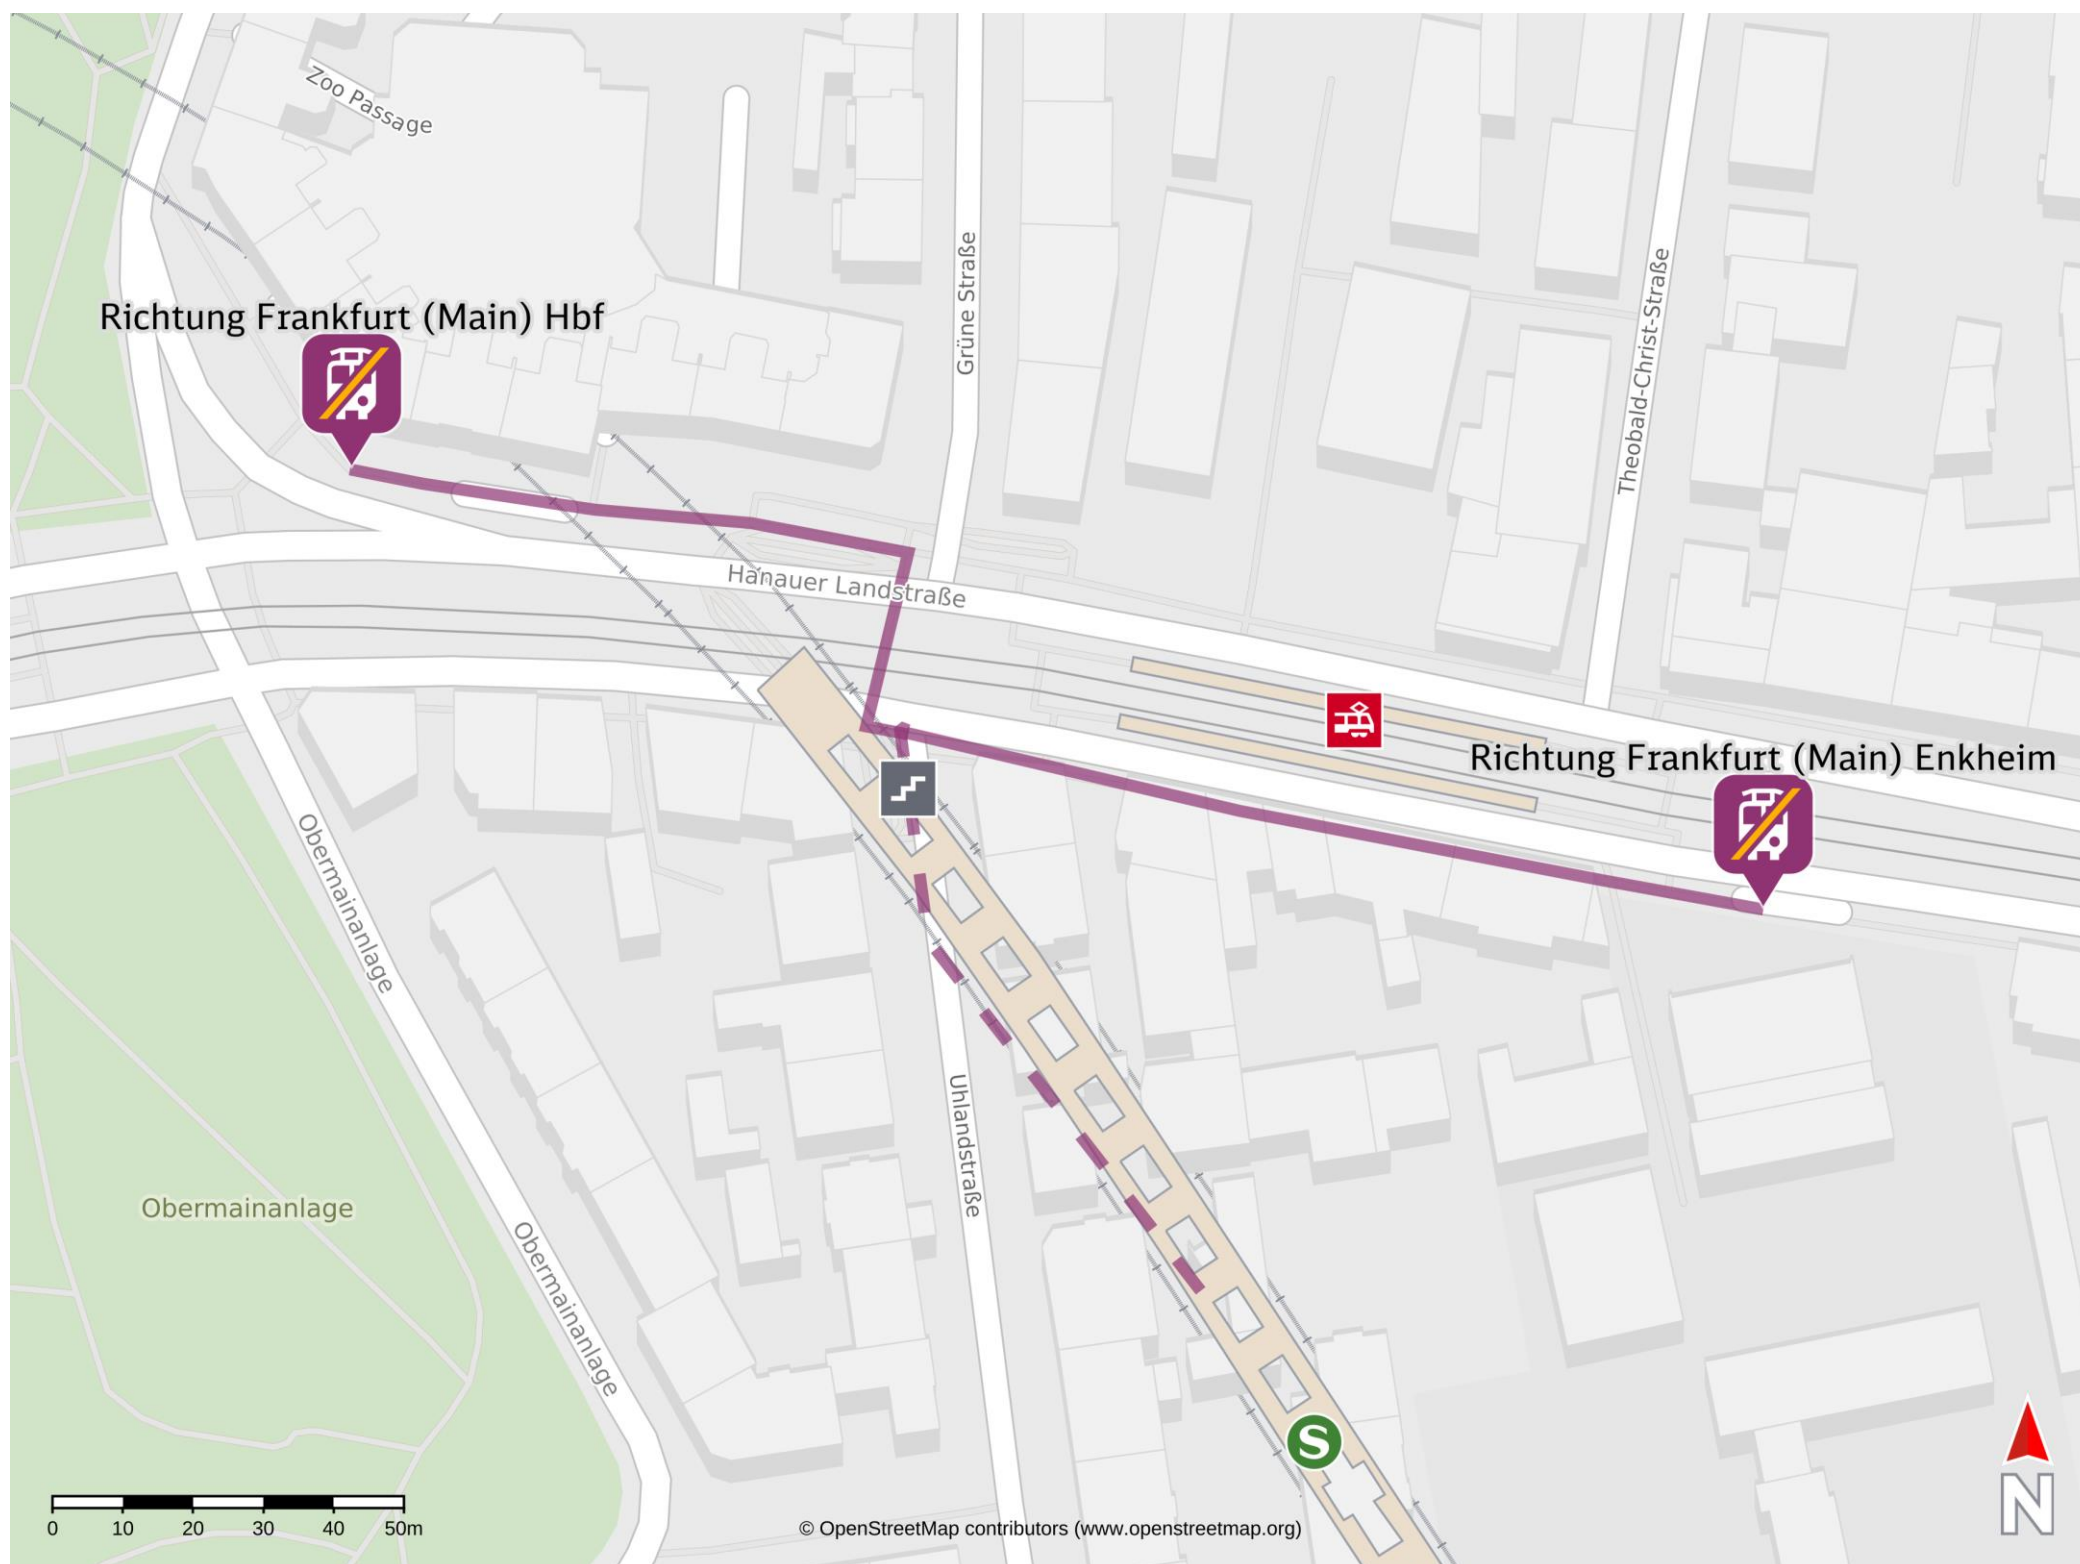 Zoo Passage
Grüne Straße
Theobald-Christ-Straße
Richtung Frankfurt (Main) Hbf
Hanauer Landstraße
Richtung Frankfurt (Main) Enkheim
Obermainanlage
Uhlandstraße
Obermainanlage
Obermainanlage
S
0 10 20 30 40 50m
© OpenStreetMap contributors (www.openstreetmap.org)
N